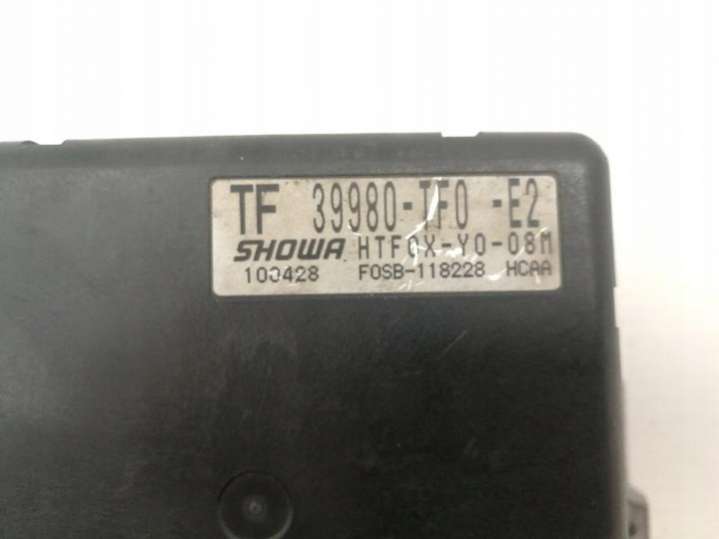 TF 39980-TF0 -E2
SHOWA HTF0X-Y0-08M
100428 F0SB-118228 HCAA